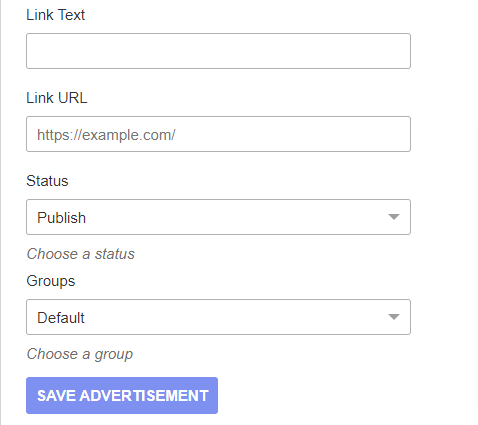 Link Text
Link URL
https://example.com/
Status
Publish
Choose a status
Groups
Default
Choose a group
SAVE ADVERTISEMENT